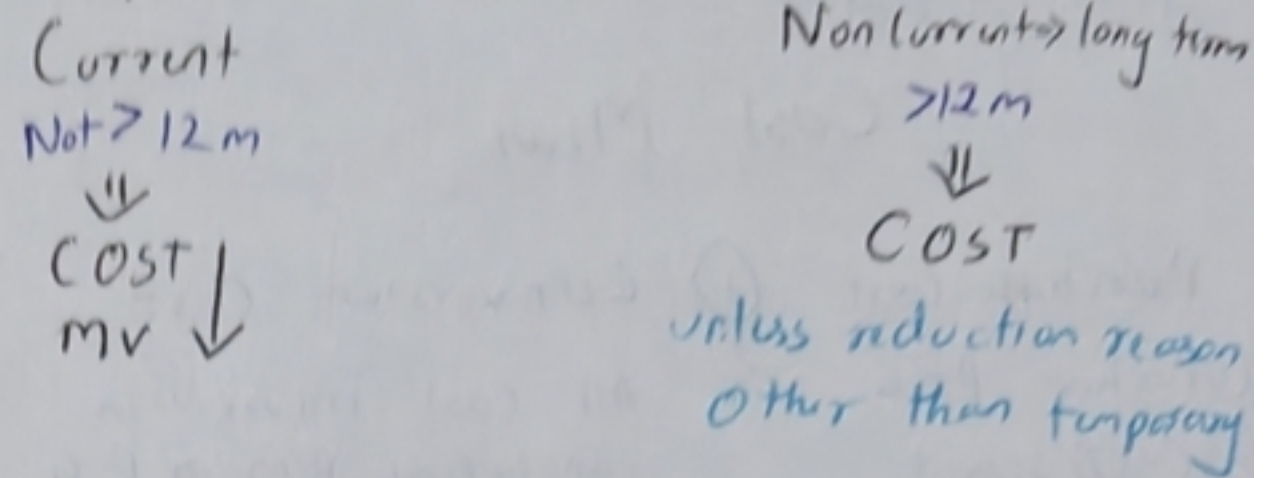 Current
Not > 12 m
⇓
COST ↓
mv
Non Current ⇒ long term
>12 m
⇓
COST
unless reduction reason
other than temporary